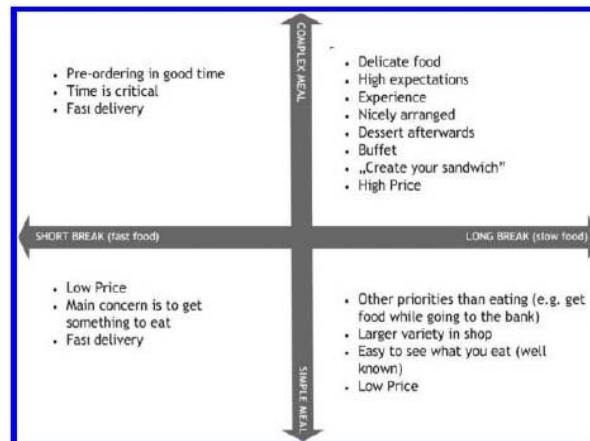 COMPLEX MEAL
• Pre-ordering in good time
• Time is critical
• Fast delivery
• Delicate food
• High expectations
• Experience
• Nicely arranged
• Dessert afterwards
• Buffet
• „Create your sandwich”
• High Price
SHORT BREAK (fast food)
LONG BREAK (slow food)
• Low Price
• Main concern is to get
something to eat
• Fast delivery
• Other priorities than eating (e.g. get
food while going to the bank)
• Larger variety in shop
• Easy to see what you eat (well
known)
• Low Price
SIMPLE MEAL